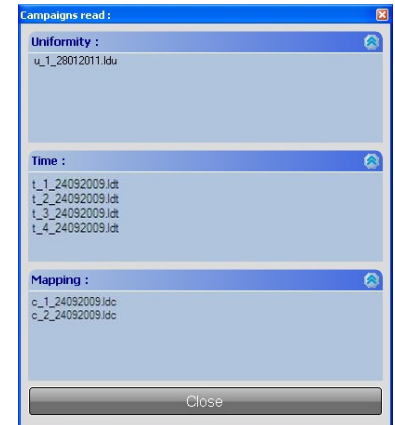 Campaigns read :
Uniformity :
u_1_28012011.ldu
Time :
t_1_24092009.ldt
t_2_24092009.ldt
t_3_24092009.ldt
t_4_24092009.ldt
Mapping :
c_1_24092009.ldc
c_2_24092009.ldc
Close